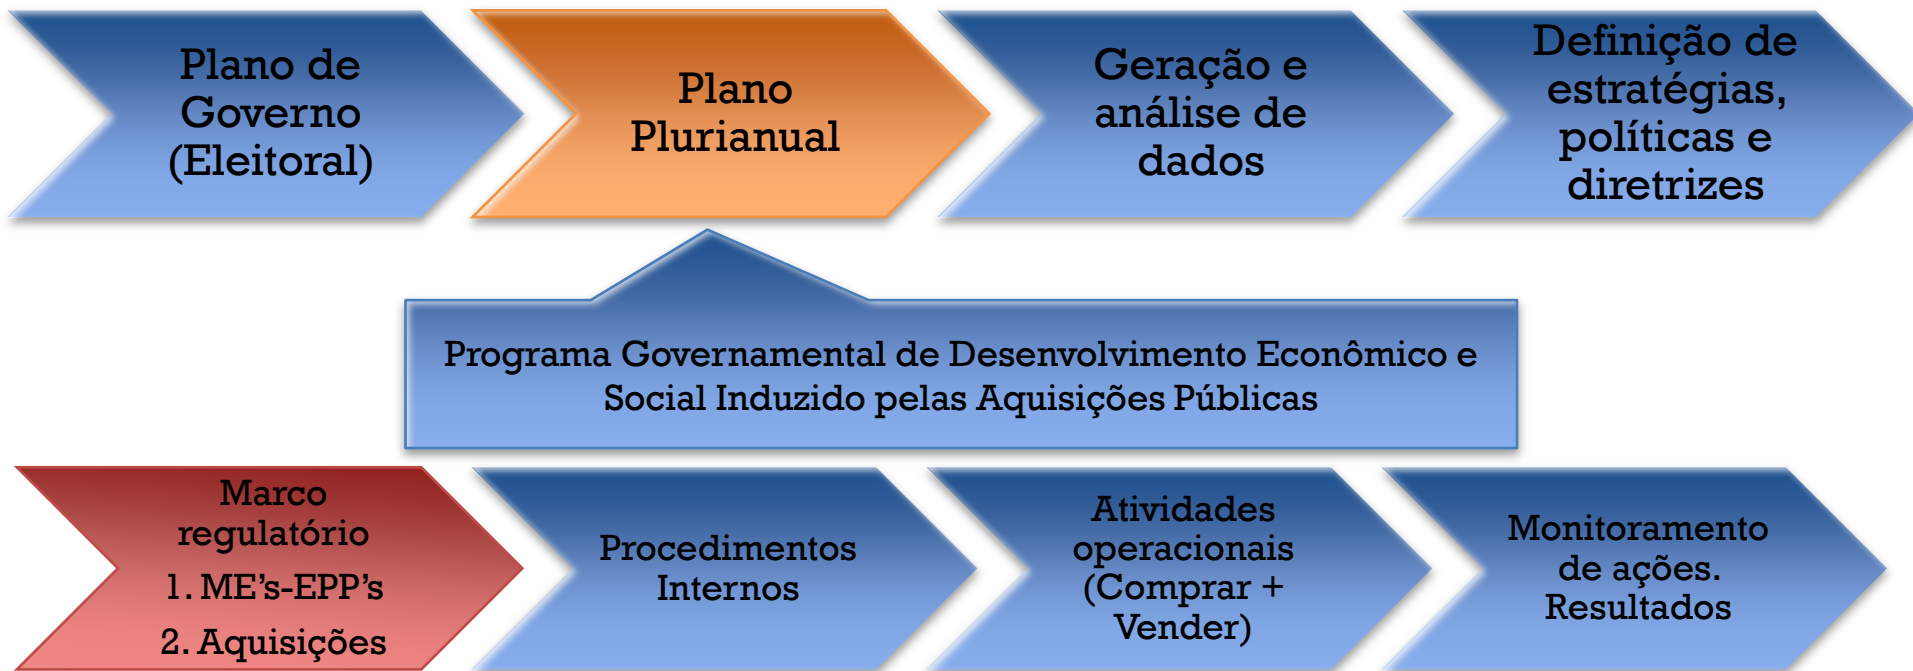 Plano de
Governo
(Eleitoral)
Plano
Plurianual
Geração e
análise de
dados
Definição de
estratégias,
políticas e
diretrizes
Programa Governamental de Desenvolvimento Econômico e
Social Induzido pelas Aquisições Públicas
Marco
regulatório
1. ME’s-EPP’s
2. Aquisições
Procedimentos
Internos
Atividades
operacionais
(Comprar +
Vender)
Monitoramento
de ações.
Resultados